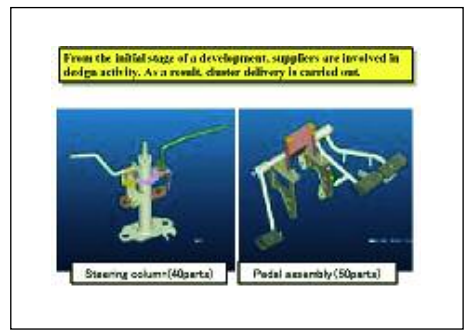 From the initial stage of a development, suppliers are involved in
design activity. As a result, cluster delivery is carried out.
Steering column(40parts)
Pedal assembly(50parts)